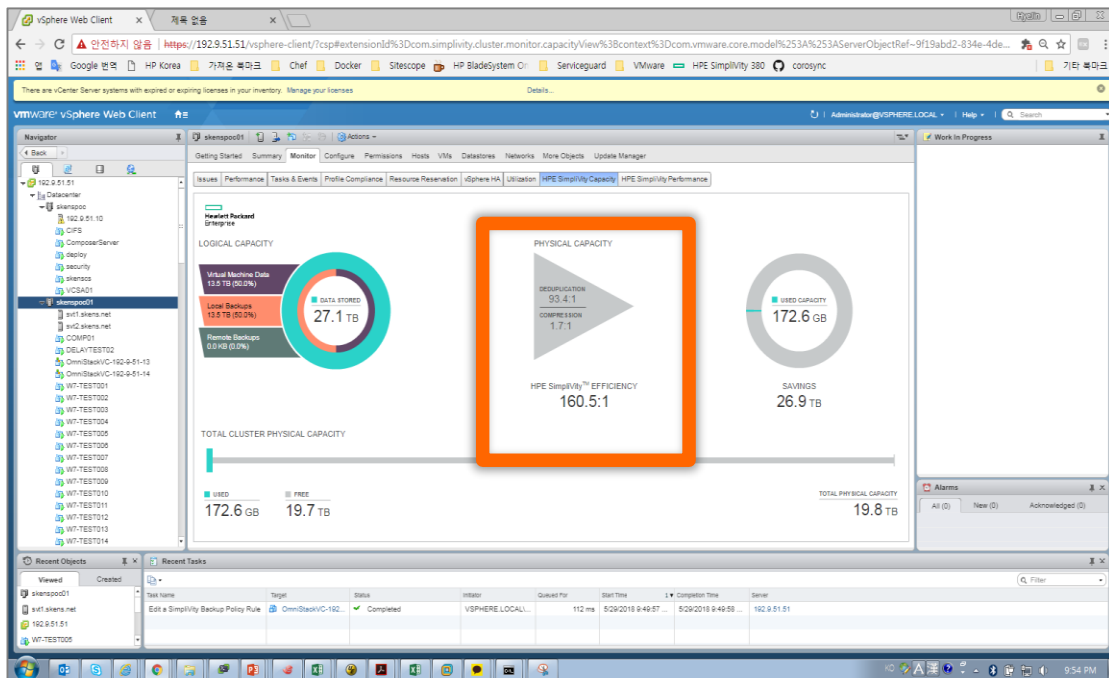 vSphere Web Client
제목 없음
Ryzin
안전하지 않음
https://192.9.51.51/vsphere-client/?csp#extensionId%3Dcom.simplivity.cluster.monitor.capacityView%3Bcontext%3Dcom.vmware.core.model%253A%253AServerObjectRef~9f19abd2-834e-4de...
앱
Google 번역
HP Korea
가져온 북마크
Chef
Docker
Sitescope
HP BladeSystem On
Serviceguard
VMware
HPE Simplivity 380
corosync
기타 북마크
There are vCenter Server systems with expired or expiring licenses in your inventory. Manage your licenses
Details...
vmware® vSphere Web Client
Administrator@VSPHERE.LOCAL
Help
Search
Navigator
Back
192.9.51.51
Datacenter
skenspoc
192.9.51.10
CIFS
ComposerServer
deploy
security
skenscs
VCSA01
skenspoc01
svt1.skens.net
svt2.skens.net
COMP01
DELAYTEST02
OmniStackVC-192-9-51-13
OmniStackVC-192-9-51-14
W7-TEST001
W7-TEST002
W7-TEST003
W7-TEST004
W7-TEST005
W7-TEST006
W7-TEST007
W7-TEST008
W7-TEST009
W7-TEST010
W7-TEST011
W7-TEST012
W7-TEST013
W7-TEST014
skenspoc01
Actions
Getting Started Summary Monitor Configure Permissions Hosts VMs Datastores Networks More Objects Update Manager
Issues Performance Tasks & Events Profile Compliance Resource Reservation vSphere HA Utilization HPE SimpliVity Capacity HPE SimpliVity Performance
Hewlett Packard
Enterprise
LOGICAL CAPACITY
Virtual Machine Data
13.5 TB (50.0%)
Local Backups
13.5 TB (50.0%)
Remote Backups
0.0 KB (0.0%)
DATA STORED
27.1 TB
PHYSICAL CAPACITY
DEDUPLICATION
93.4:1
COMPRESSION
1.7:1
HPE SimpliVity™ EFFICIENCY
160.5:1
USED CAPACITY
172.6 GB
SAVINGS
26.9 TB
TOTAL CLUSTER PHYSICAL CAPACITY
USED
172.6 GB
FREE
19.7 TB
TOTAL PHYSICAL CAPACITY
19.8 TB
Work In Progress
Alarms
All (0) New (0) Acknowledged (0)
Recent Objects
Viewed Created
skenspoc01
svt1.skens.net
192.9.51.51
W7-TEST005
Recent Tasks
Filter
Task Name Target Status Initiator Queued For Start Time 1 Completion Time Server
Edit a SimpliVity Backup Policy Rule OmniStackVC-192... Completed VSPHERE.LOCAL\... 112 ms 5/29/2018 9:49:57 ... 5/29/2018 9:49:58 ... 192.9.51.51
KO A 漢
9:54 PM